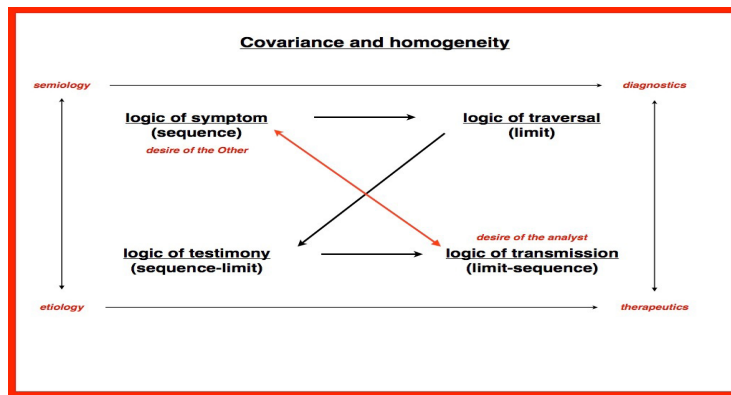 Covariance and homogeneity
semiology
diagnostics
logic of symptom
(sequence)
desire of the Other
logic of traversal
(limit)
logic of testimony
(sequence-limit)
desire of the analyst
logic of transmission
(limit-sequence)
etiology
therapeutics